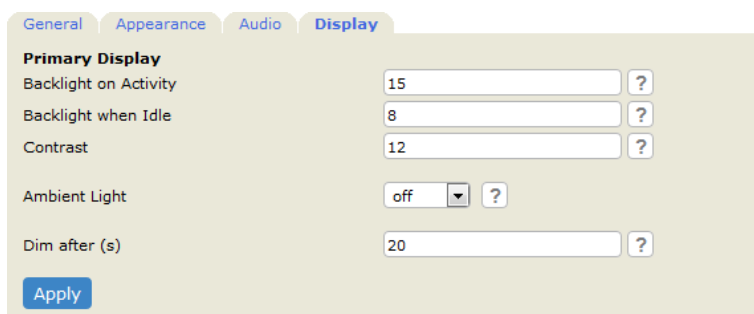 General Appearance Audio Display
Primary Display
Backlight on Activity 15 ?
Backlight when Idle 8 ?
Contrast 12 ?
Ambient Light off ?
Dim after (s) 20 ?
Apply